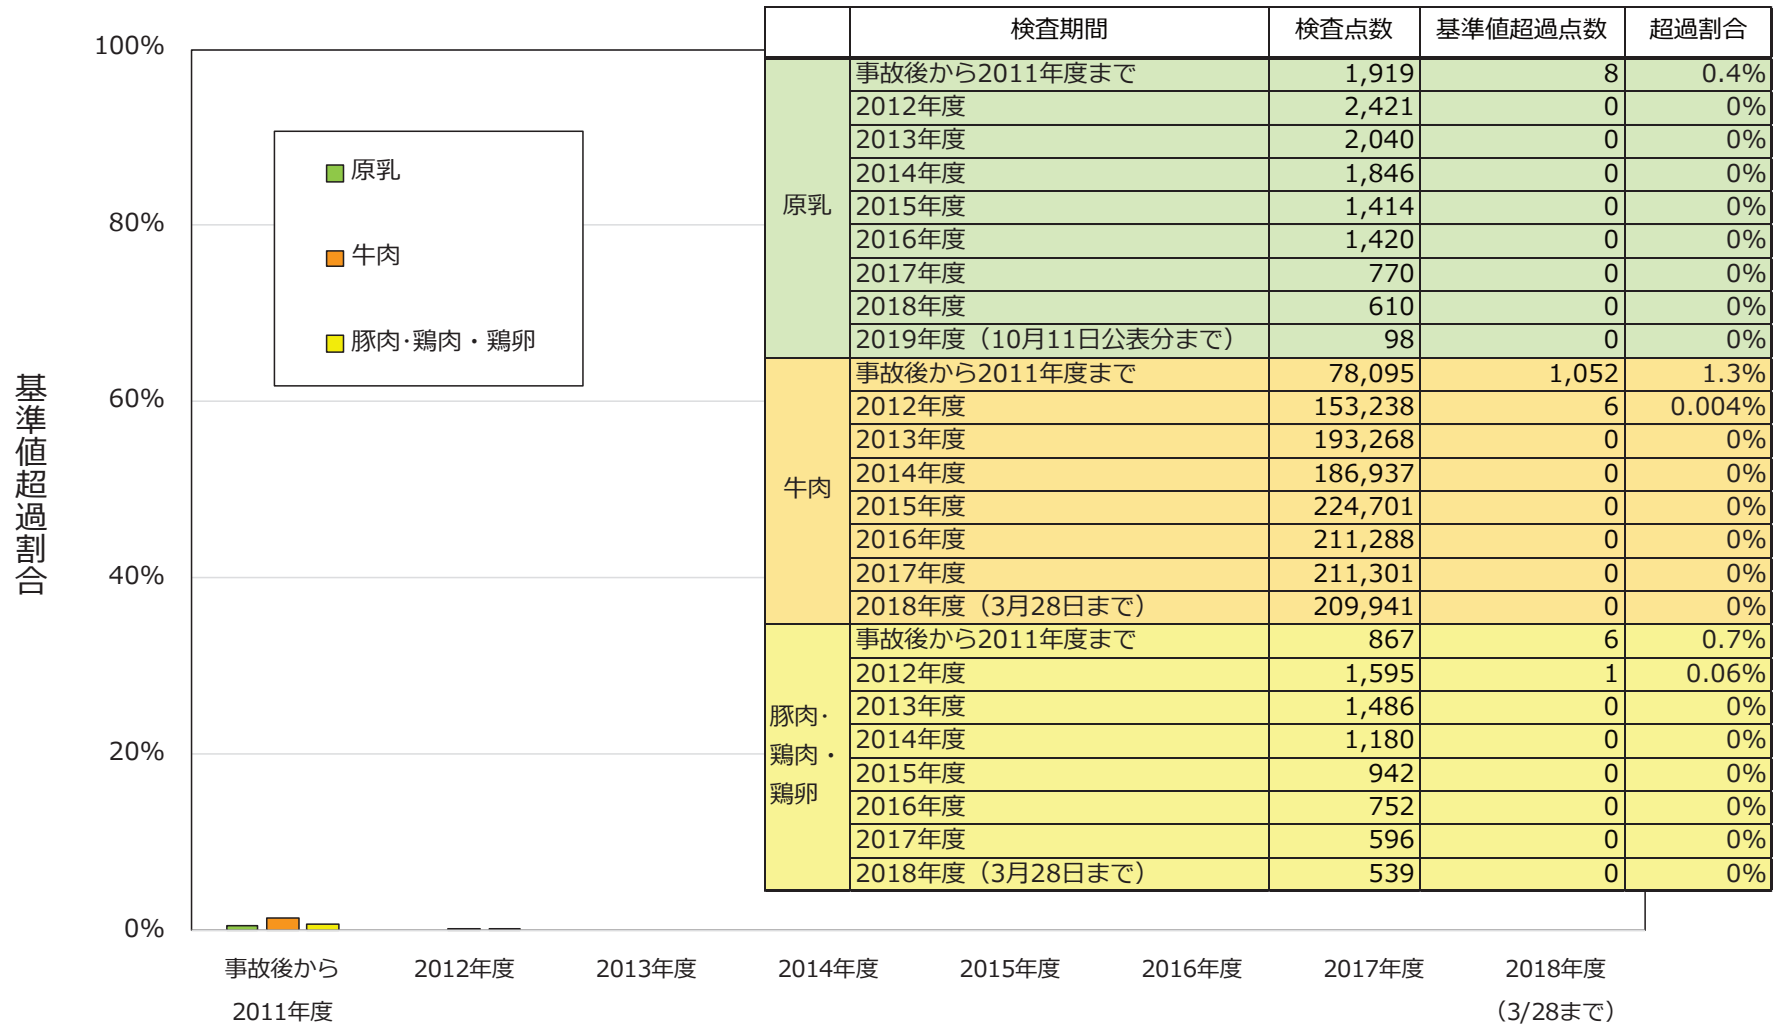 検査期間 検査点数 基準値超過点数 超過割合
原乳
事故後から2011年度まで 1,919 8 0.4%
2012年度 2,421 0 0%
2013年度 2,040 0 0%
2014年度 1,846 0 0%
2015年度 1,414 0 0%
2016年度 1,420 0 0%
2017年度 770 0 0%
2018年度 610 0 0%
2019年度（10月11日公表分まで） 98 0 0%
牛肉
事故後から2011年度まで 78,095 1,052 1.3%
2012年度 153,238 6 0.004%
2013年度 193,268 0 0%
2014年度 186,937 0 0%
2015年度 224,701 0 0%
2016年度 211,288 0 0%
2017年度 211,301 0 0%
2018年度（3月28日まで） 209,941 0 0%
豚肉･
鶏肉・
鶏卵
事故後から2011年度まで 867 6 0.7%
2012年度 1,595 1 0.06%
2013年度 1,486 0 0%
2014年度 1,180 0 0%
2015年度 942 0 0%
2016年度 752 0 0%
2017年度 596 0 0%
2018年度（3月28日まで） 539 0 0%
基準値超過割合
100%
80%
60%
40%
20%
0%
原乳
牛肉
豚肉･鶏肉・鶏卵
事故後から 2012年度 2013年度 2014年度 2015年度 2016年度 2017年度 2018年度
2011年度 （3/28まで）